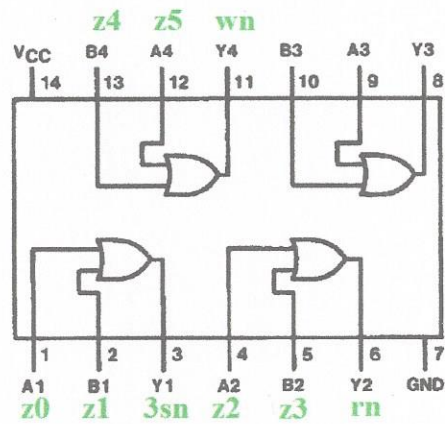 z4 z5 wn
VCC B4 A4 Y4 B3 A3 Y3
14 13 12 11 10 9 8
1 2 3 4 5 6 7
A1 B1 Y1 A2 B2 Y2 GND
z0 z1 3sn z2 z3 rn